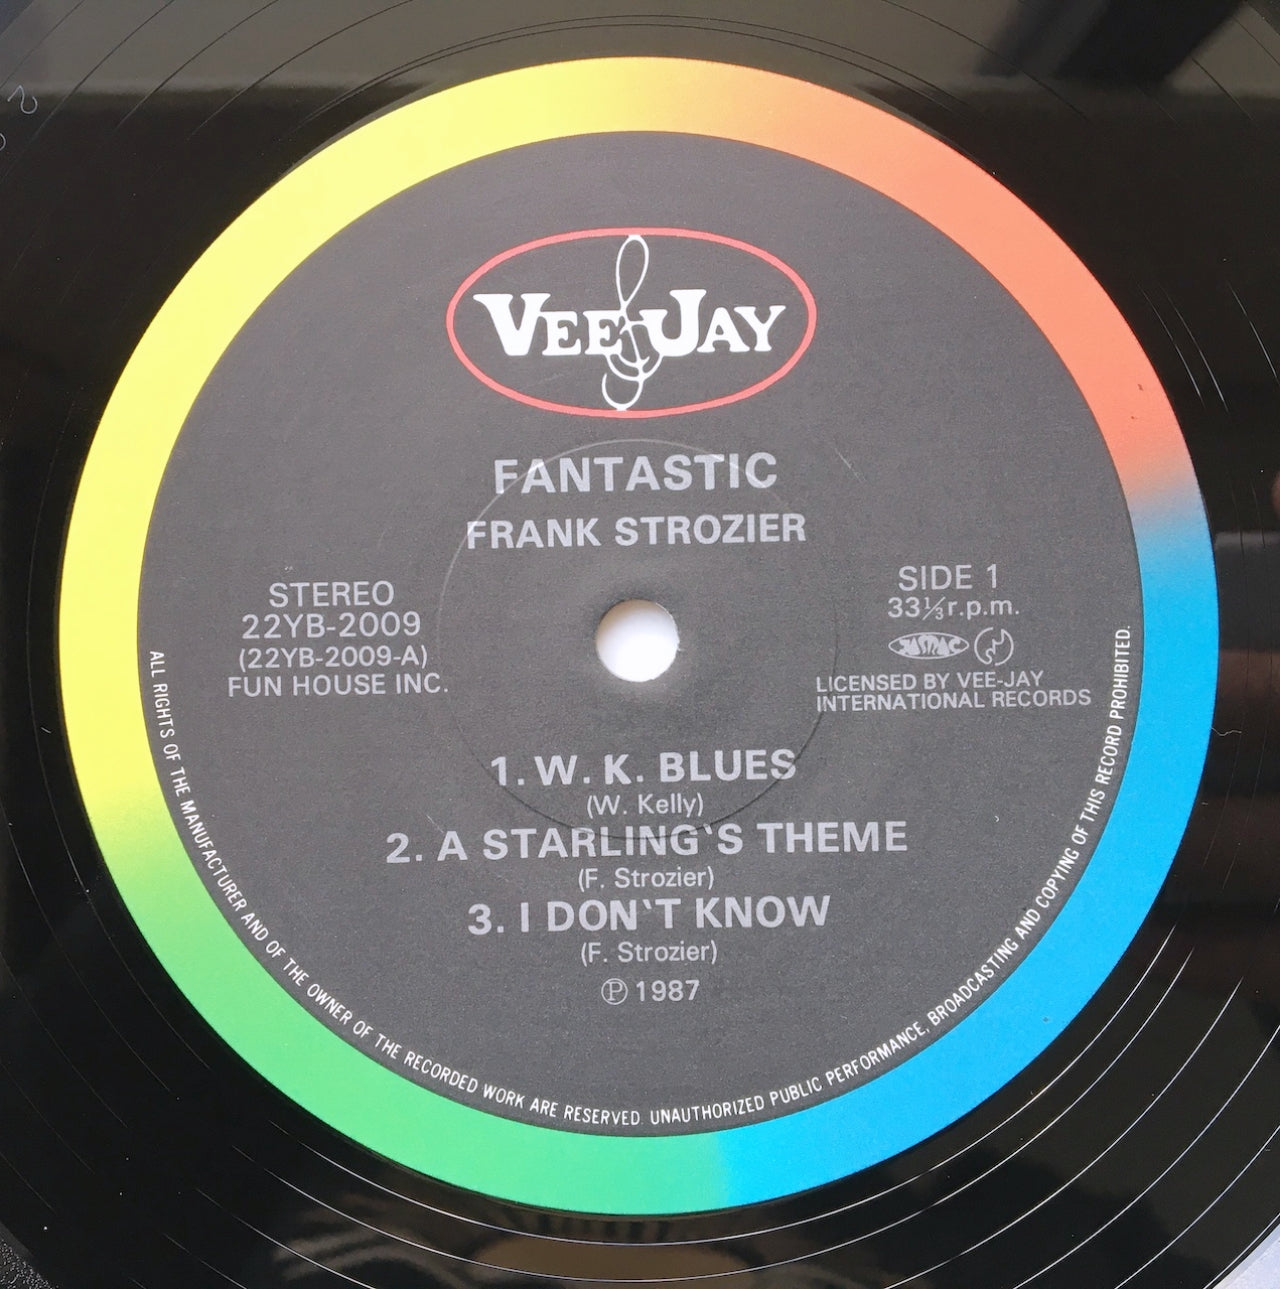 VEE JAY
FANTASTIC
FRANK STROZIER
STEREO
22YB-2009
(22YB-2009-A)
FUN HOUSE INC.
SIDE 1
33⅓r.p.m.
JASRAC
LICENSED BY VEE-JAY
INTERNATIONAL RECORDS
1. W. K. BLUES
(W. Kelly)
2. A STARLING‵S THEME
(F. Strozier)
3. I DON‵T KNOW
(F. Strozier)
Ⓟ 1987
ALL RIGHTS OF THE MANUFACTURER AND OF THE OWNER OF THE RECORDED WORK ARE RESERVED. UNAUTHORIZED PUBLIC PERFORMANCE, BROADCASTING AND COPYING OF THIS RECORD PROHIBITED.